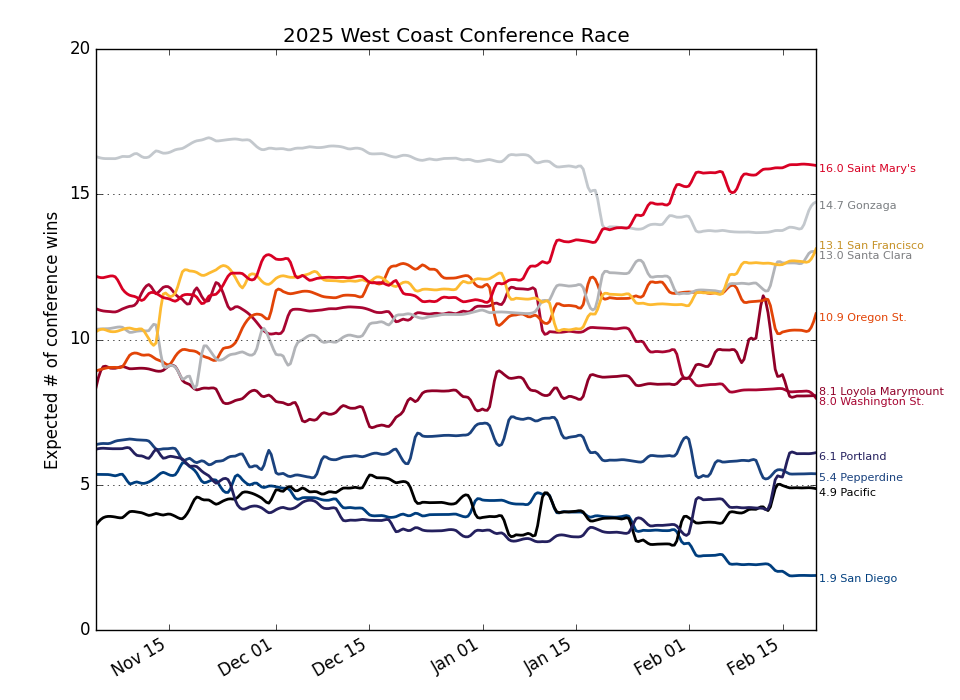 2025 West Coast Conference Race
Expected # of conference wins
20
15
10
5
0
16.0 Saint Mary's
14.7 Gonzaga
13.1 San Francisco
13.0 Santa Clara
10.9 Oregon St.
8.1 Loyola Marymount
8.0 Washington St.
6.1 Portland
5.4 Pepperdine
4.9 Pacific
1.9 San Diego
Nov 15
Dec 01
Dec 15
Jan 01
Jan 15
Feb 01
Feb 15